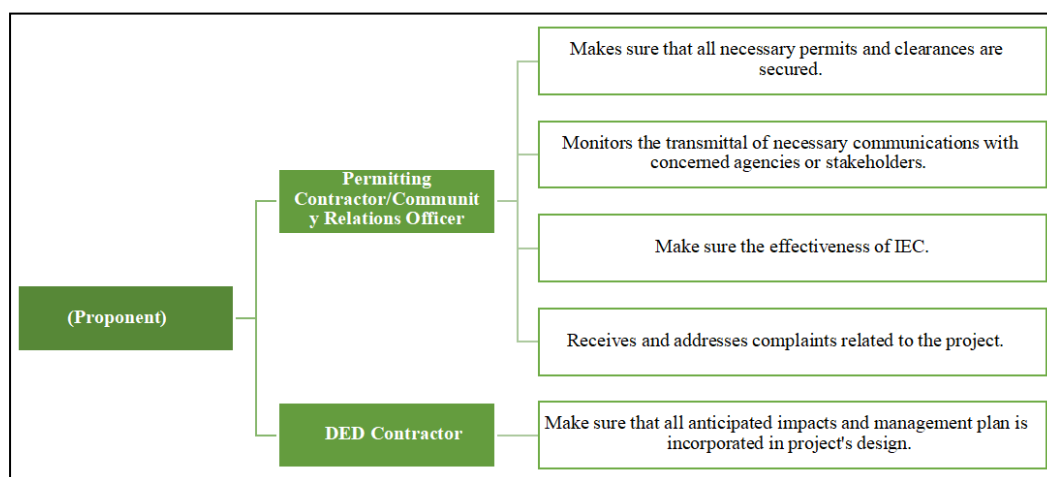 Makes sure that all necessary permits and clearances are
secured.
Monitors the transmittal of necessary communications with
concerned agencies or stakeholders.
Permitting
Contractor/Communit
y Relations Officer
Make sure the effectiveness of IEC.
(Proponent)
Receives and addresses complaints related to the project.
DED Contractor
Make sure that all anticipated impacts and management plan is
incorporated in project's design.